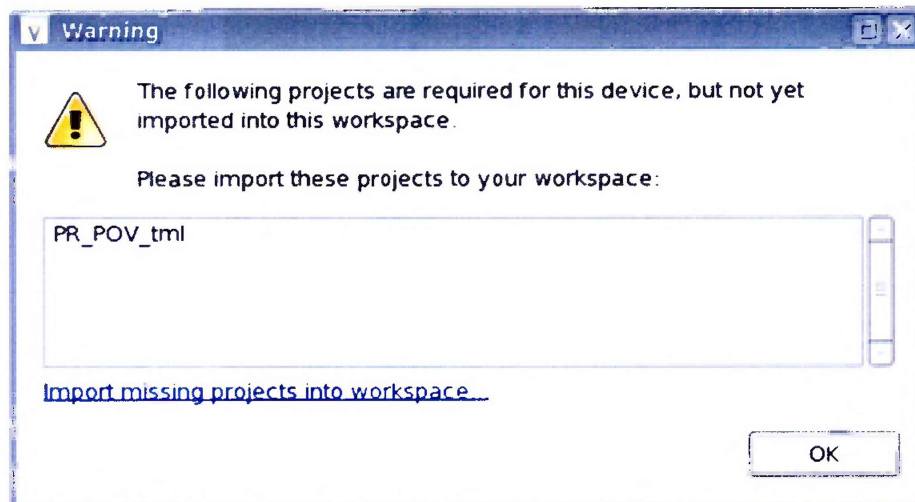 V Warning
The following projects are required for this device, but not yet
imported into this workspace.
Please import these projects to your workspace:
PR_POV_tml
Import missing projects into workspace...
OK